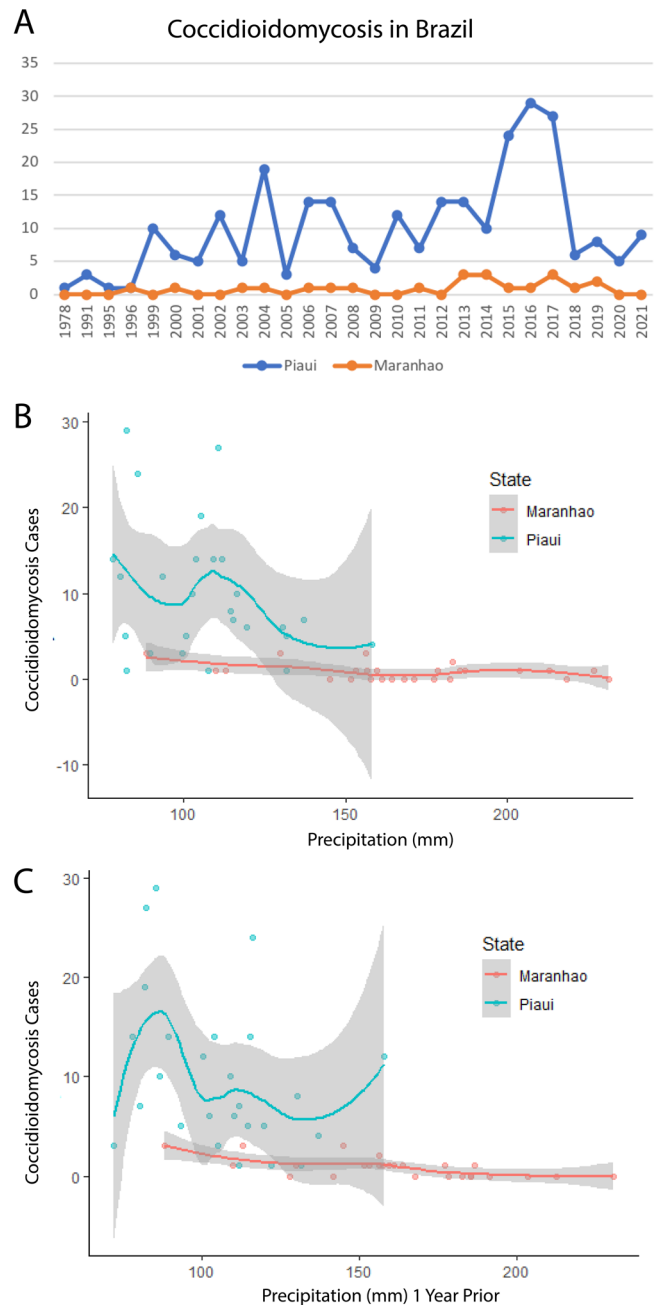 A
Coccidioidomycosis in Brazil
35
30
25
20
15
10
5
0
1978 1991 1995 1996 1999 2000 2001 2002 2003 2004 2005 2006 2007 2008 2009 2010 2011 2012 2013 2014 2015 2016 2017 2018 2019 2020 2021
Piaui Maranhao
B
Coccidioidomycosis Cases
30
20
10
0
-10
State
Maranhao
Piaui
100 150 200
Precipitation (mm)
C
Coccidioidomycosis Cases
30
20
10
0
State
Maranhao
Piaui
100 150 200
Precipitation (mm) 1 Year Prior